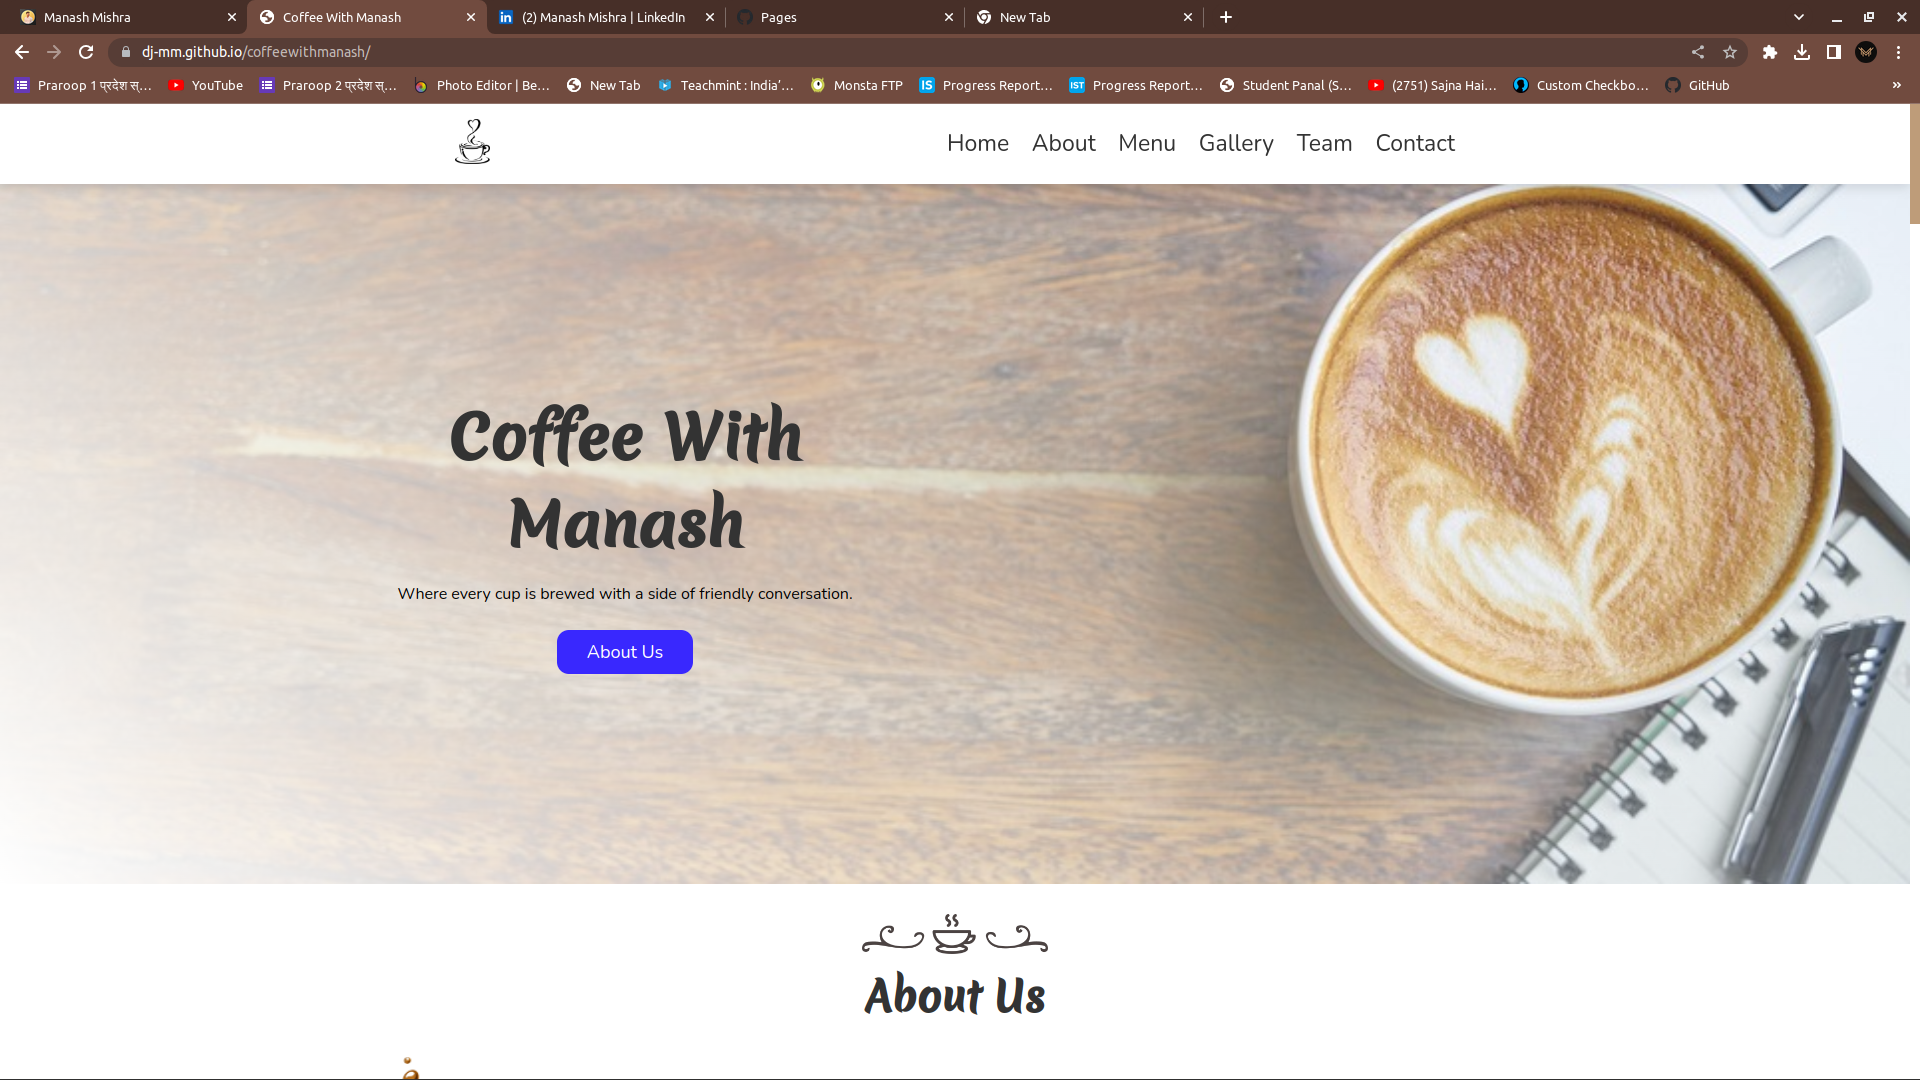 Manash Mishra
Coffee With Manash
(2) Manash Mishra | LinkedIn
Pages
New Tab
dj-mm.github.io/coffeewithmanash/
Praroop 1 प्रदेश स्...
YouTube
Praroop 2 प्रदेश स्...
Photo Editor | Be...
New Tab
Teachmint : India'...
Monsta FTP
IS
Progress Report...
IST
Progress Report...
Student Panal (S...
(2751) Sajna Hai...
Custom Checkbo...
GitHub
»
Home
About
Menu
Gallery
Team
Contact
Coffee With
Manash
Where every cup is brewed with a side of friendly conversation.
About Us
About Us